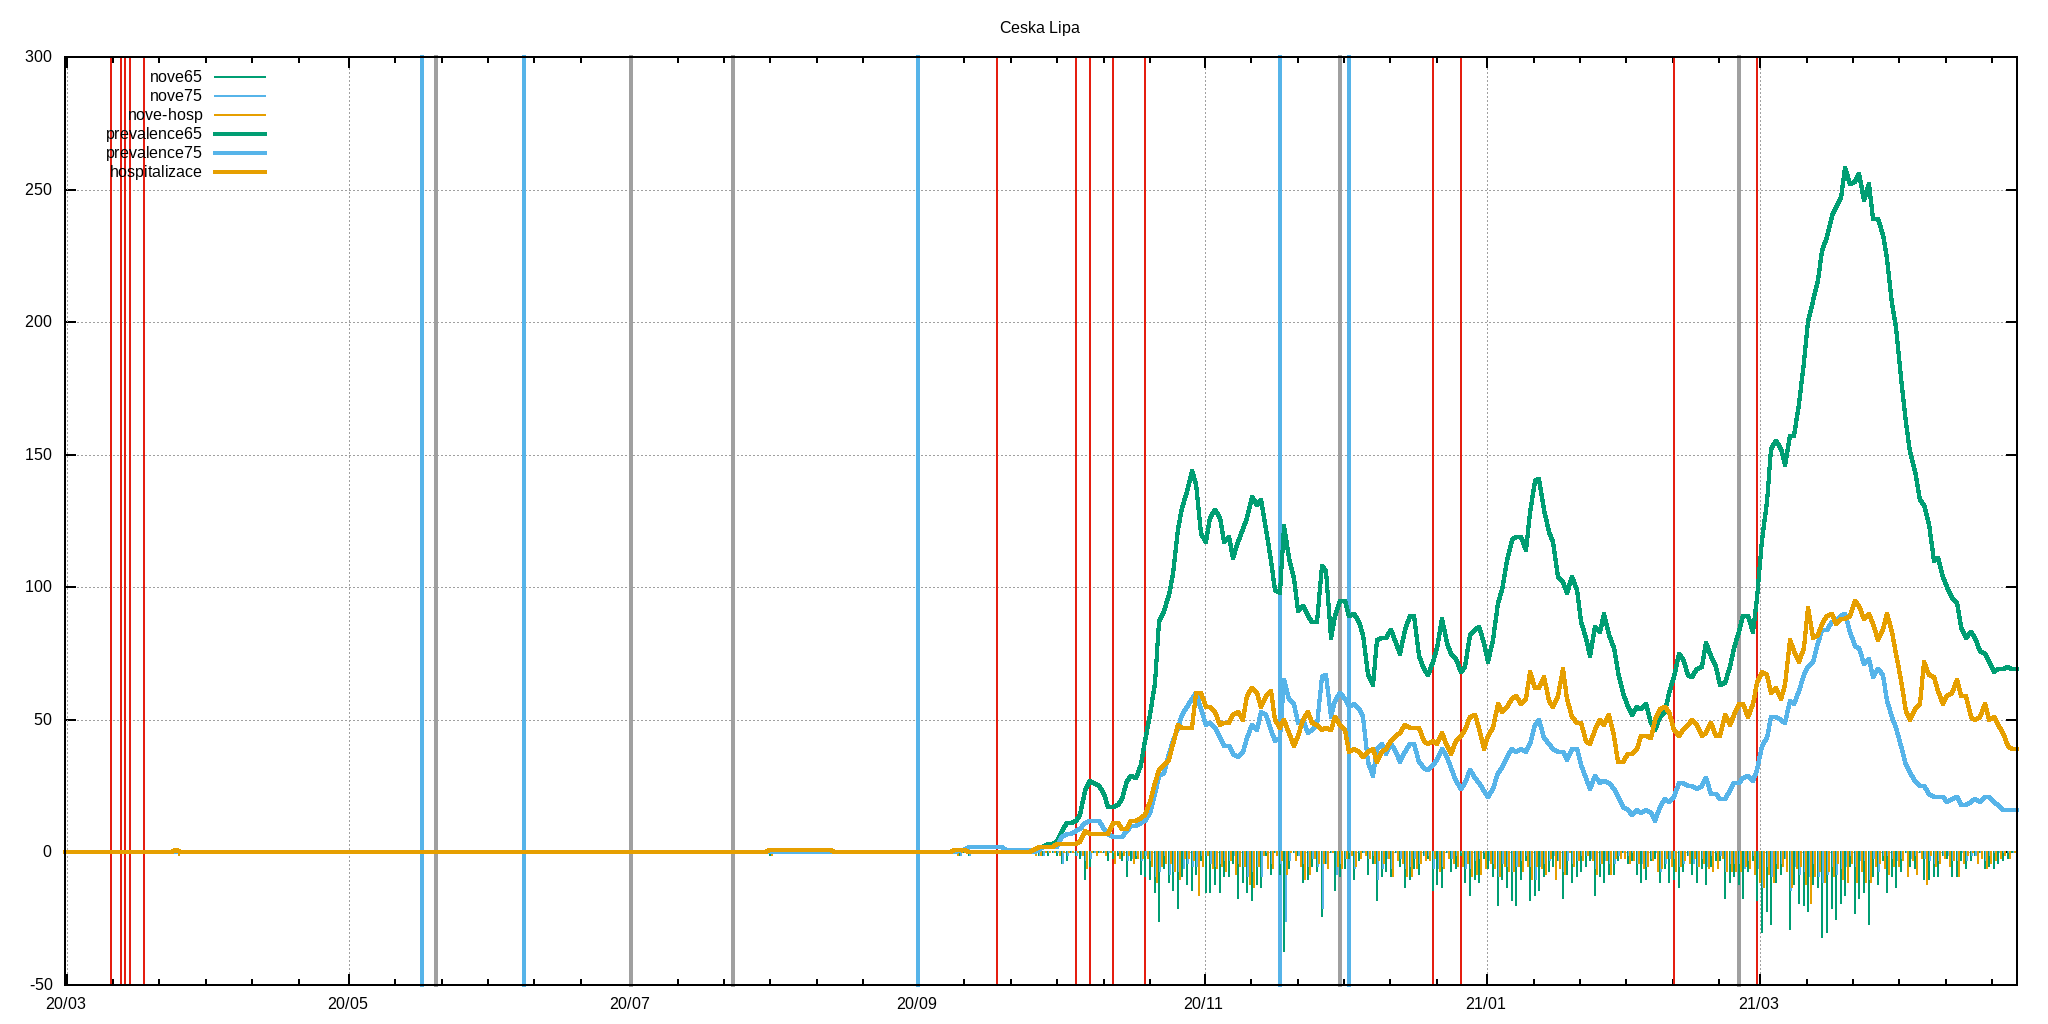 Ceska Lipa
300
nove65
nove75
nove-hosp
prevalence65
prevalence75
hospitalizace
250
200
150
100
50
0
-50
20/03 20/05 20/07 20/09 20/11 21/01 21/03